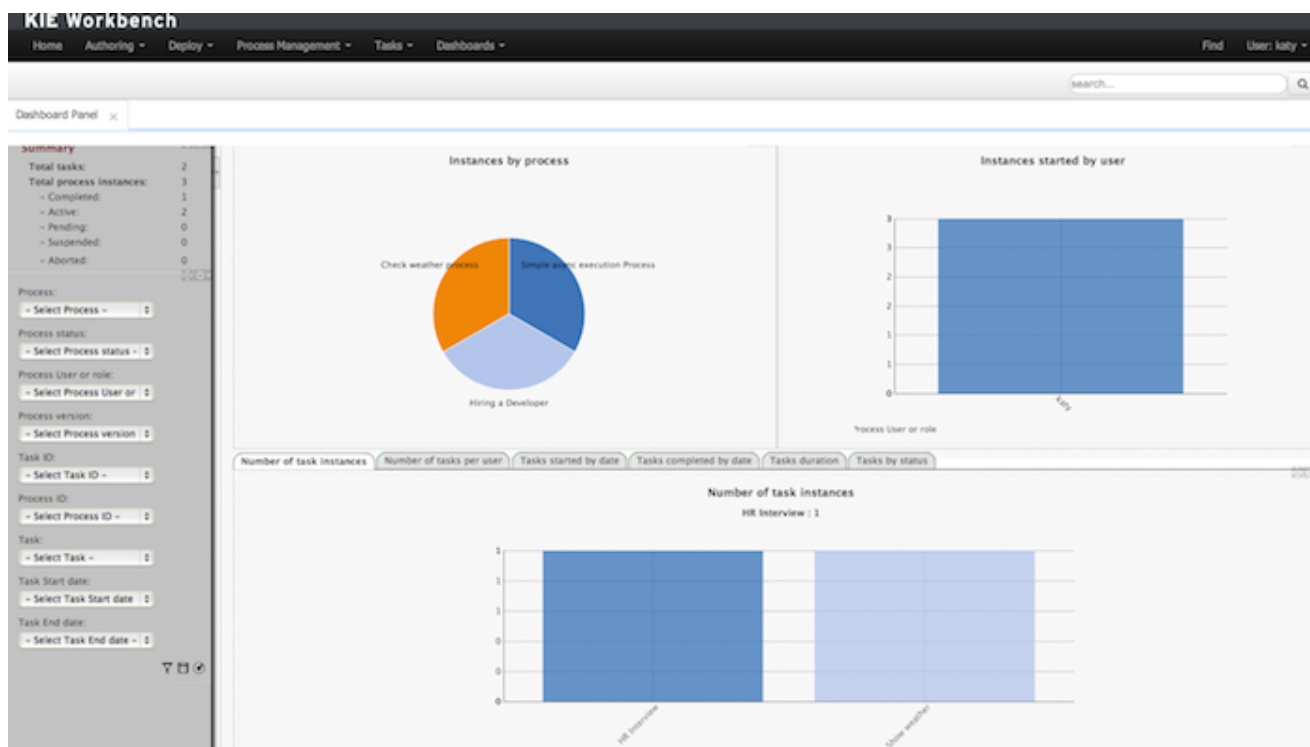 KIE Workbench
Home Authoring Deploy Process Management Tasks Dashboards Find User: katy
search...
Dashboard Panel x
Summary
Total tasks: 2
Total process instances: 3
- Completed: 1
- Active: 2
- Pending: 0
- Suspended: 0
- Aborted: 0
Process:
- Select Process -
Process status:
- Select Process status -
Process User or role:
- Select Process User or
Process version:
- Select Process version
Task ID:
- Select Task ID -
Process ID:
- Select Process ID -
Task:
- Select Task -
Task Start date:
- Select Task Start date
Task End date:
- Select Task End date -
Instances by process
Check weather process
Simple async execution Process
Hiring a Developer
Instances started by user
3
3
2
2
1
1
0
katy
Process User or role
Number of task instances Number of tasks per user Tasks started by date Tasks completed by date Tasks duration Tasks by status
Number of task instances
HR Interview : 1
1
1
1
0
0
0
HR Interview
Show weather